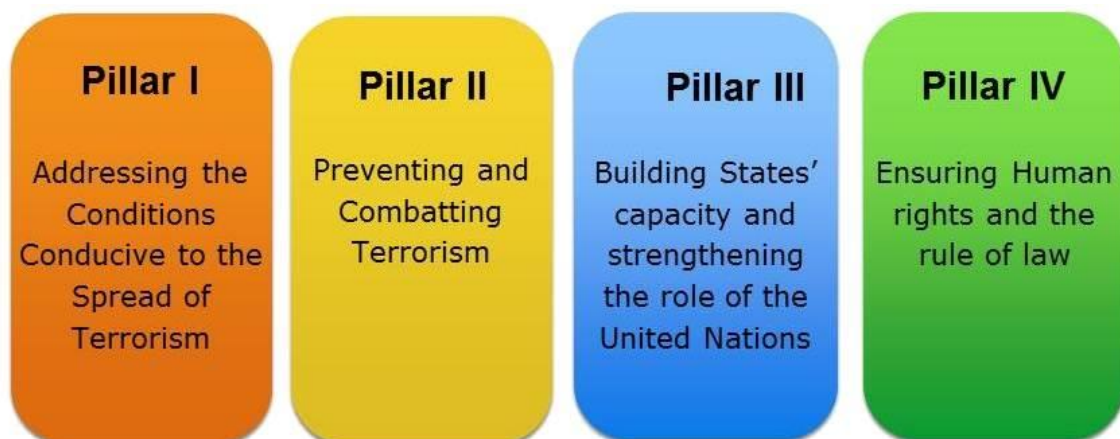 Pillar I
Addressing the
Conditions
Conducive to the
Spread of
Terrorism
Pillar II
Preventing and
Combatting
Terrorism
Pillar III
Building States’
capacity and
strengthening
the role of the
United Nations
Pillar IV
Ensuring Human
rights and the
rule of law